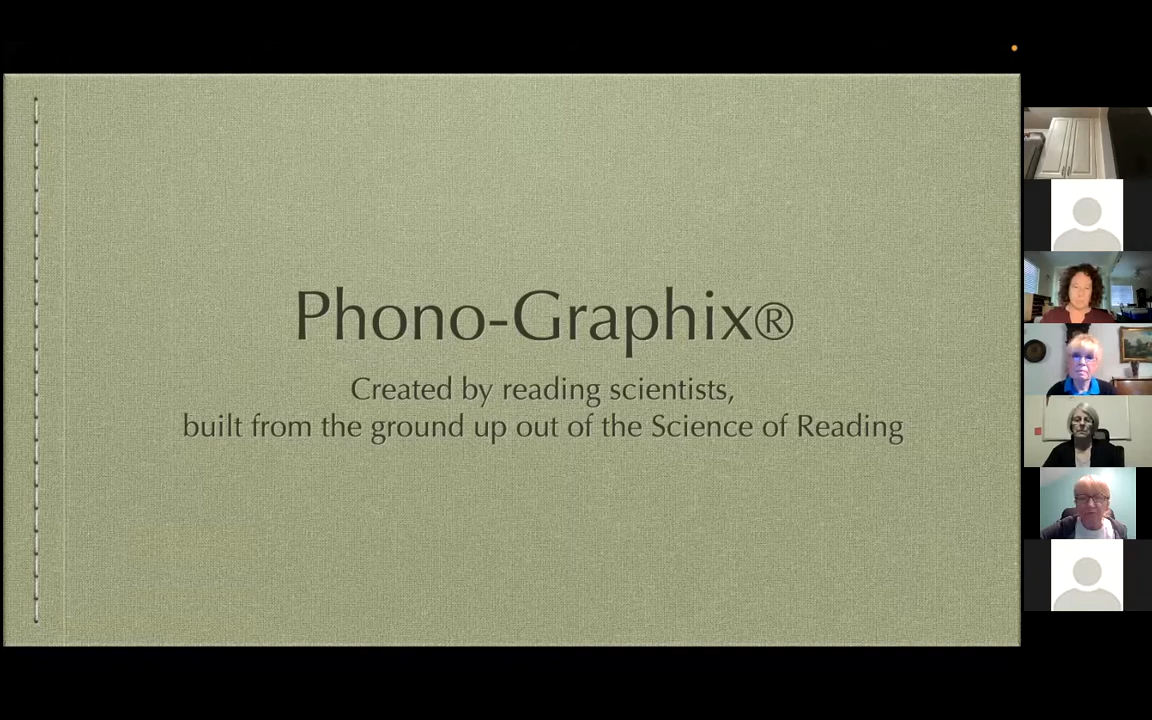 Phono-Graphix®
Created by reading scientists,
built from the ground up out of the Science of Reading